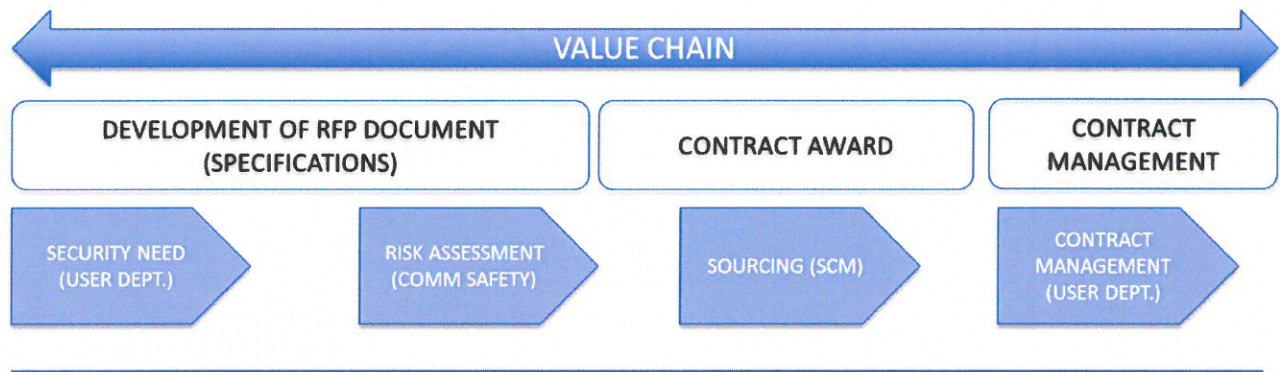 VALUE CHAIN
DEVELOPMENT OF RFP DOCUMENT
(SPECIFICATIONS)
CONTRACT AWARD
CONTRACT
MANAGEMENT
SECURITY NEED
(USER DEPT.)
RISK ASSESSMENT
(COMM SAFETY)
SOURCING (SCM)
CONTRACT
MANAGEMENT
(USER DEPT.)